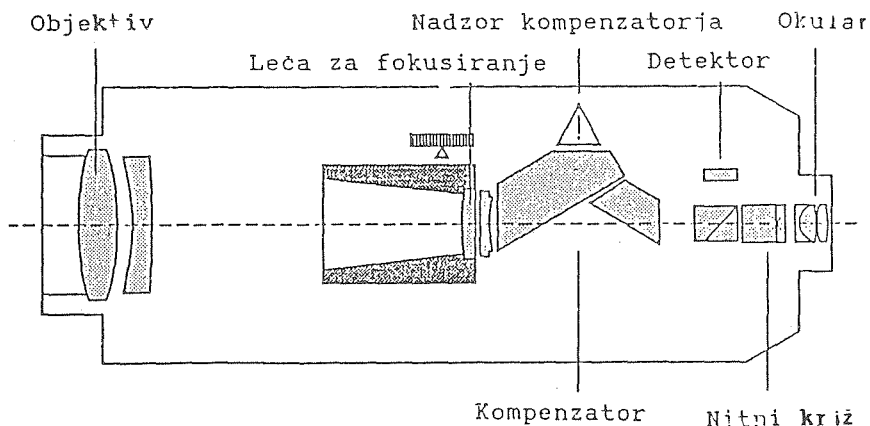 Objektiv
Nadzor kompenzatorja
Okular
Leča za fokusiranje
Detektor
Kompenzator
Nitni križ